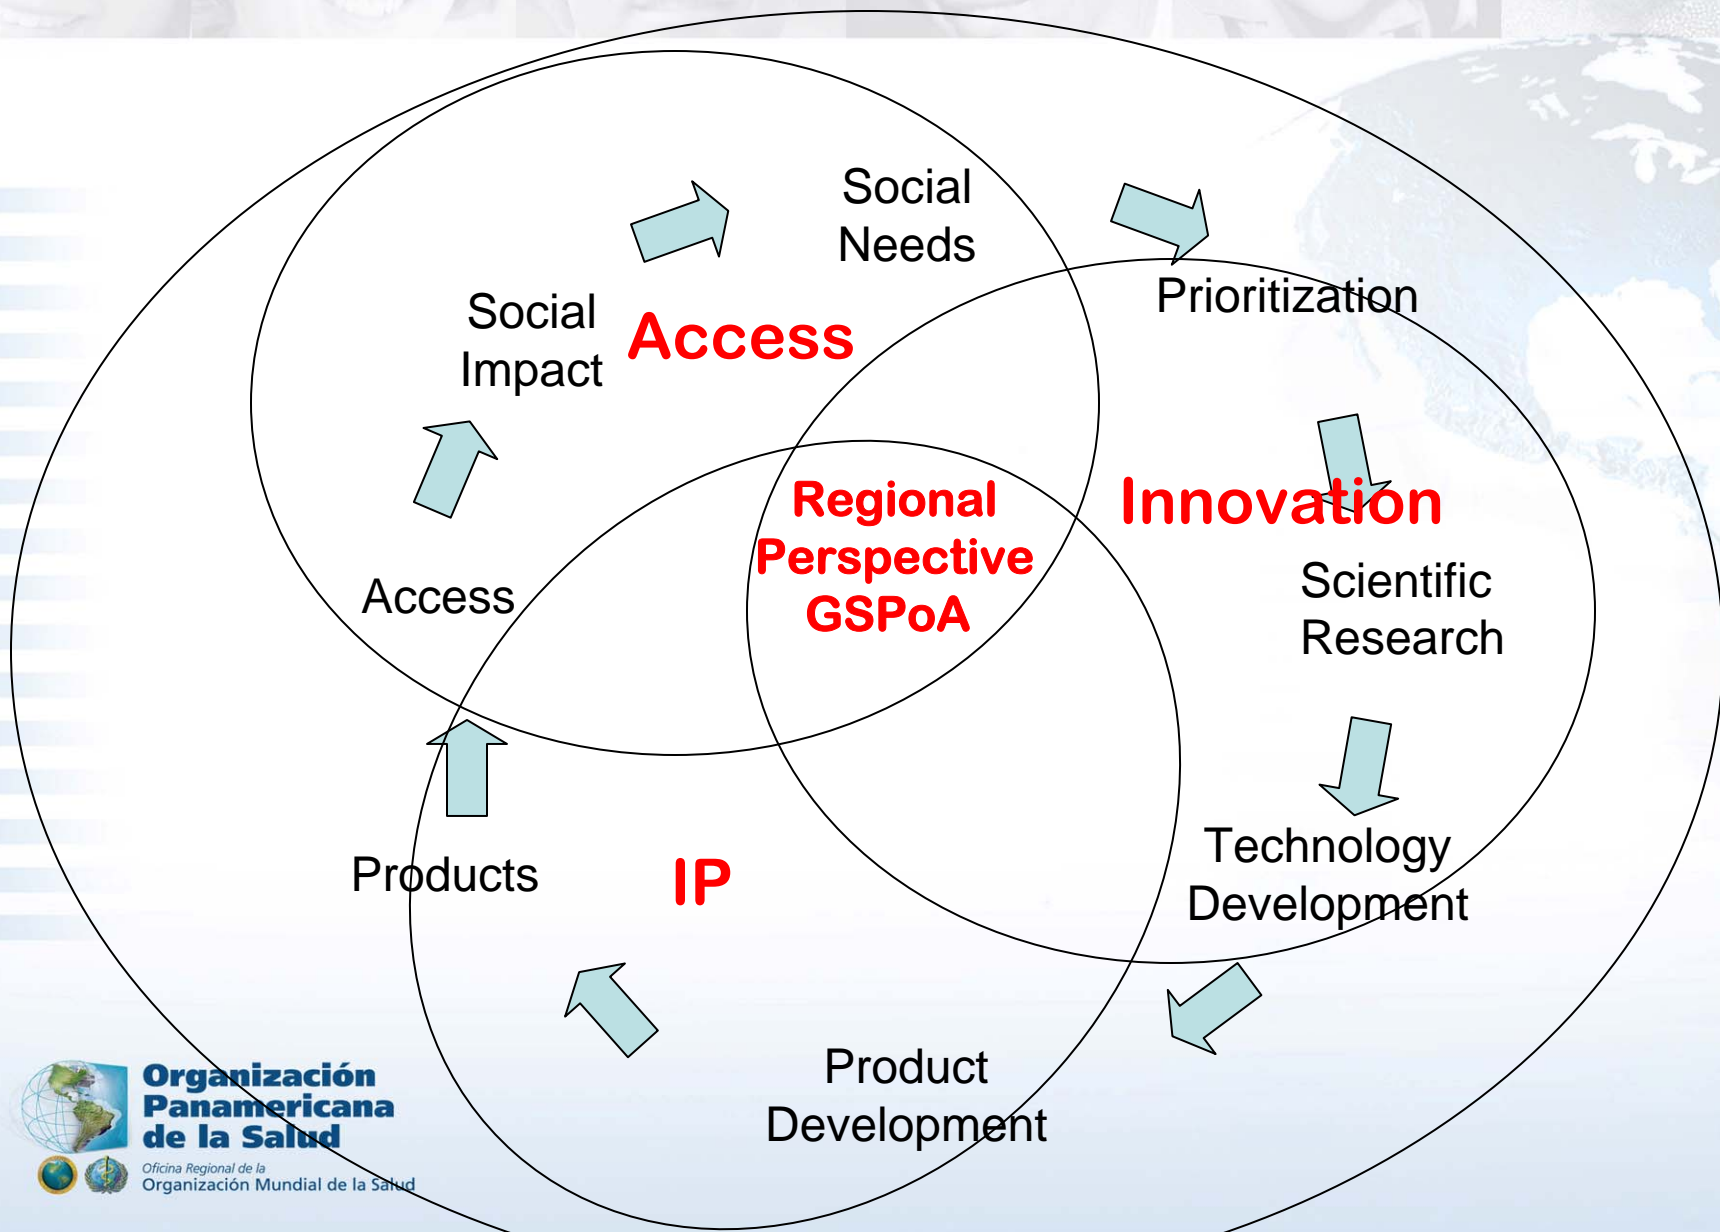 Social
Needs
Prioritization
Social
Impact
Access
Regional
Perspective
GSPoA
Innovation
Access
Scientific
Research
Technology
Development
Products
IP
Product
Development
Organización
Panamericana
de la Salud
Oficina Regional de la
Organización Mundial de la Salud